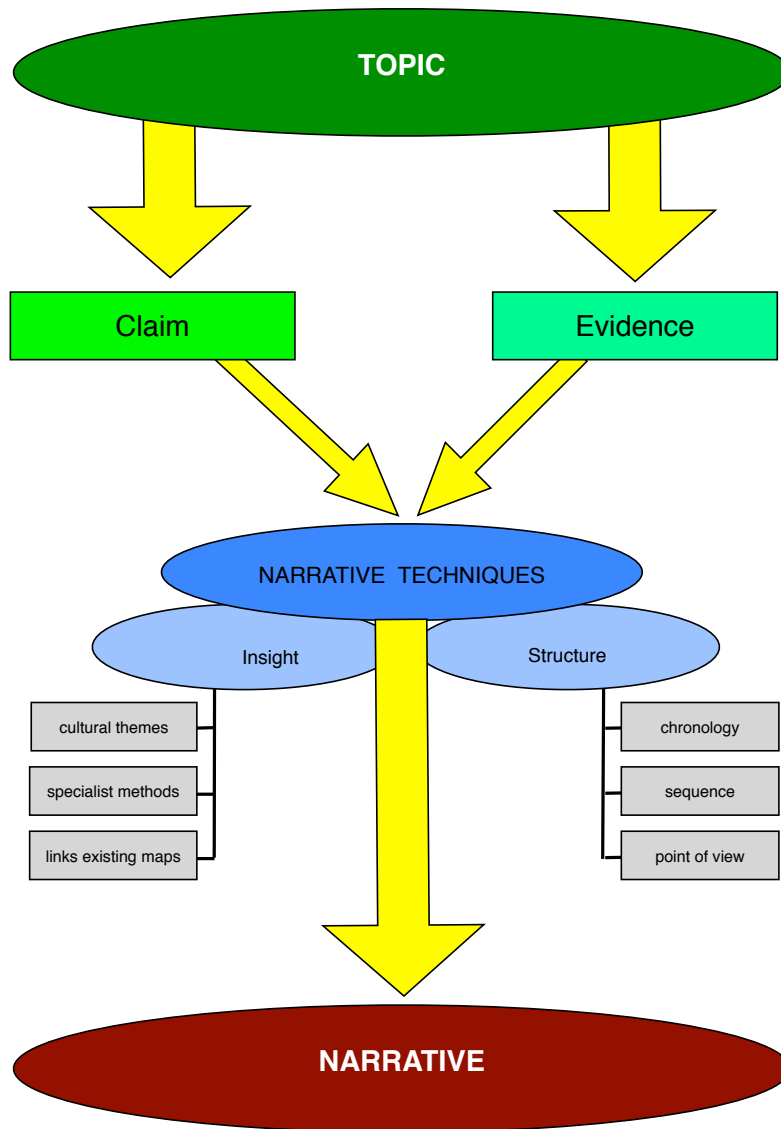 TOPIC
Claim
Evidence
NARRATIVE TECHNIQUES
Insight
Structure
cultural themes
specialist methods
links existing maps
chronology
sequence
point of view
NARRATIVE